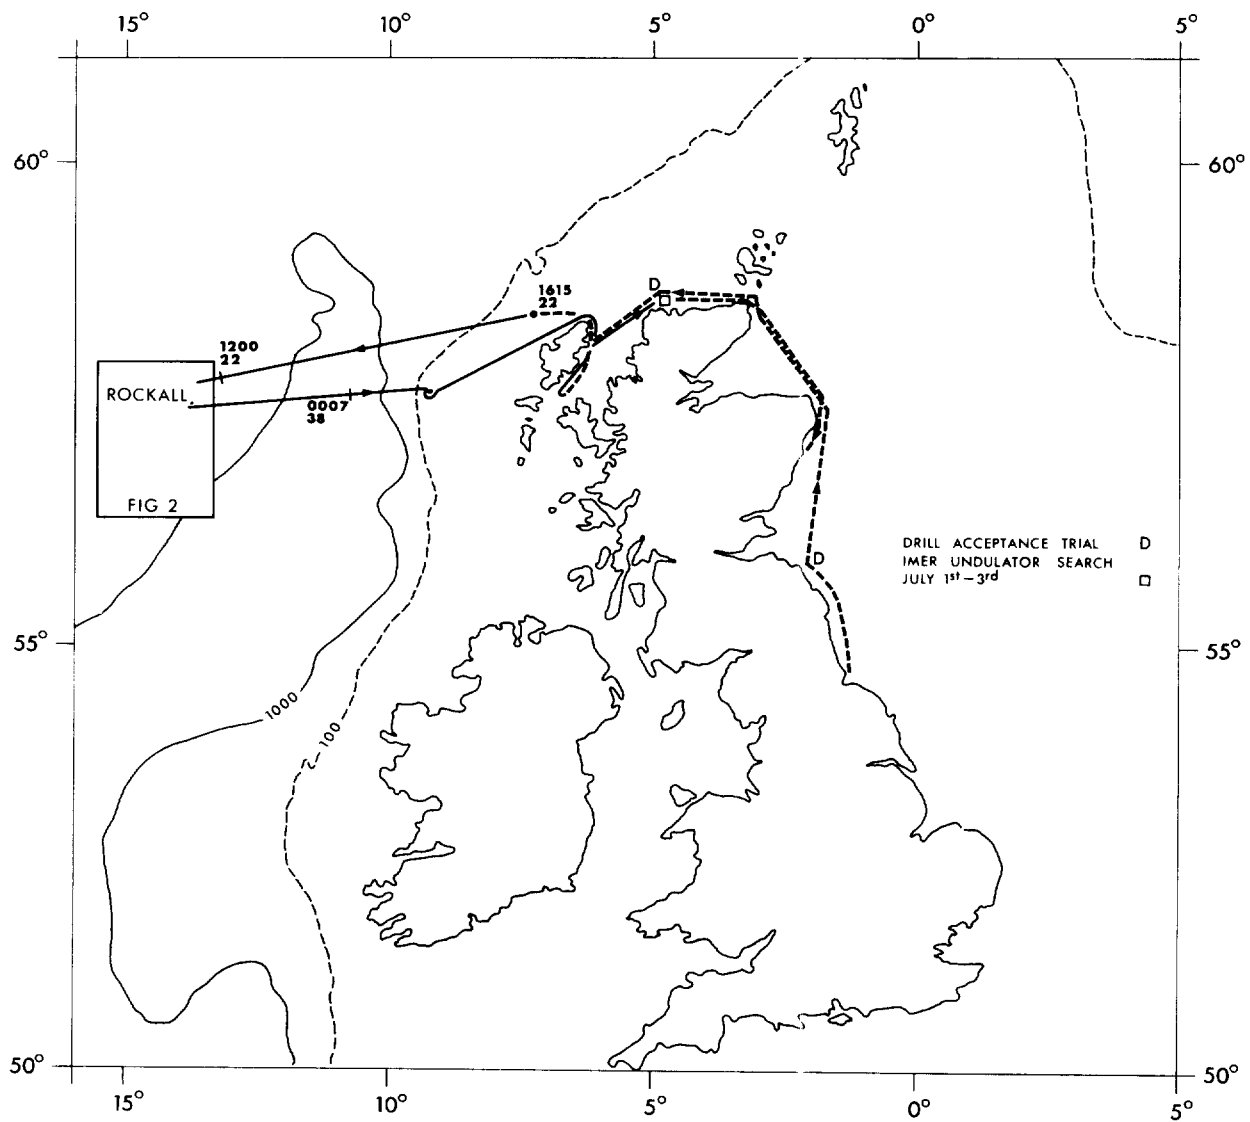 15° 10° 5° 0° 5°
60° 60°
1615
22
D
1200
22
ROCKALL
0007
38
FIG 2
DRILL ACCEPTANCE TRIAL D
IMER UNDULATOR SEARCH
JULY 1st–3rd □
D
55° 55°
1000
100
50° 50°
15° 10° 5° 0° 5°